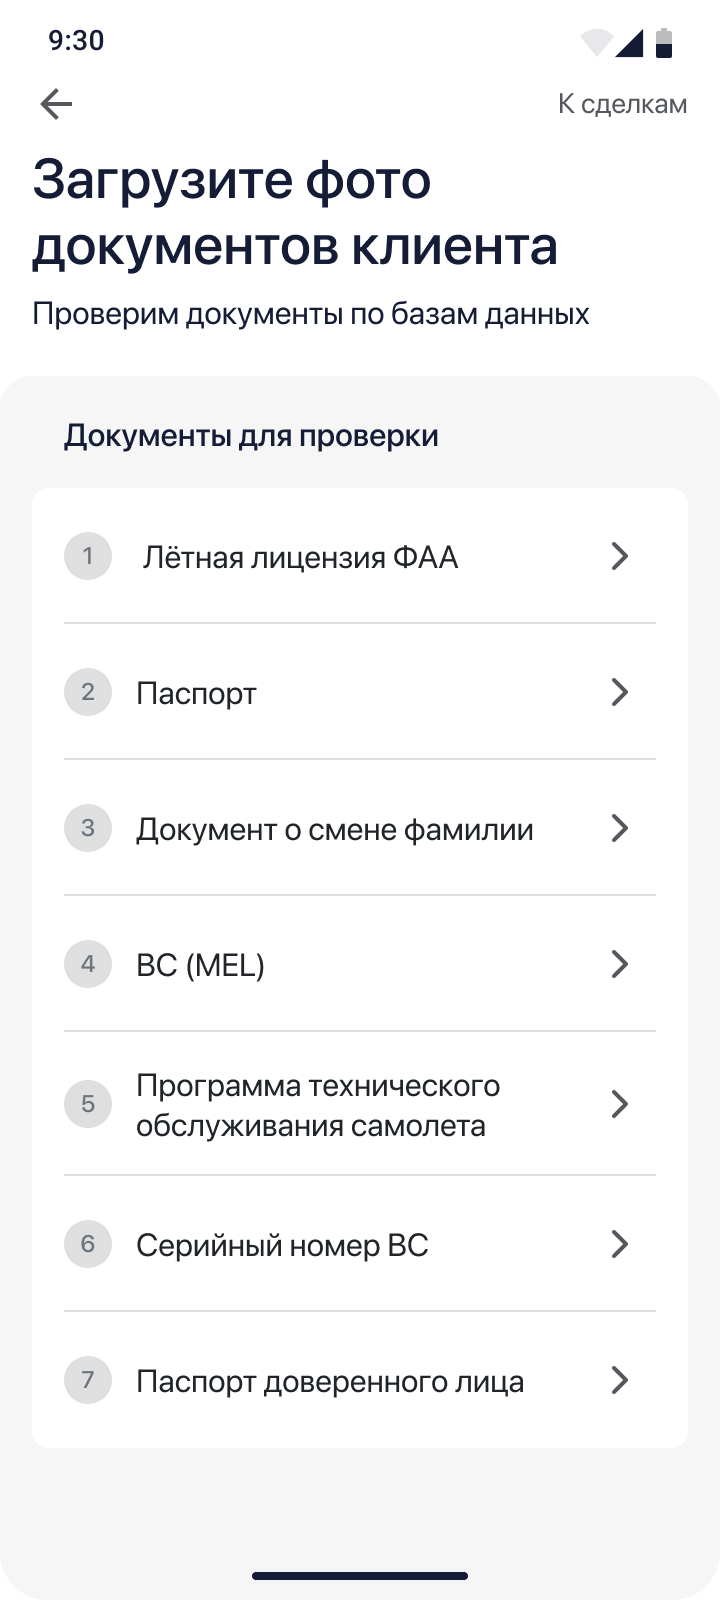 9:30
К сделкам
Загрузите фото
документов клиента
Проверим документы по базам данных
Документы для проверки
1 Лётная лицензия ФАА
2 Паспорт
3 Документ о смене фамилии
4 ВС (MEL)
5 Программа технического
обслуживания самолета
6 Серийный номер ВС
7 Паспорт доверенного лица